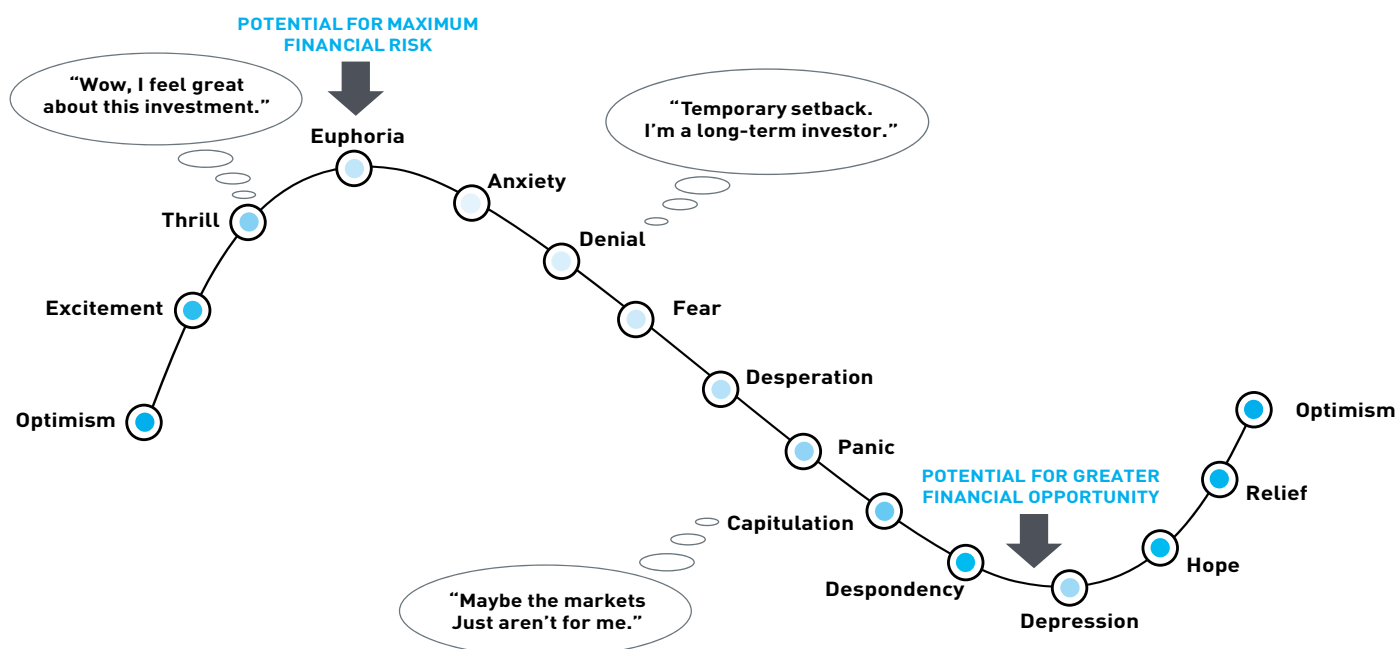 POTENTIAL FOR MAXIMUM
FINANCIAL RISK
“Wow, I feel great
about this investment.”
“Temporary setback.
I’m a long-term investor.”
Euphoria
Anxiety
Thrill
Denial
Excitement
Fear
Desperation
Optimism
Optimism
Panic
POTENTIAL FOR GREATER
FINANCIAL OPPORTUNITY
Relief
Capitulation
Hope
Despondency
“Maybe the markets
Just aren’t for me.”
Depression